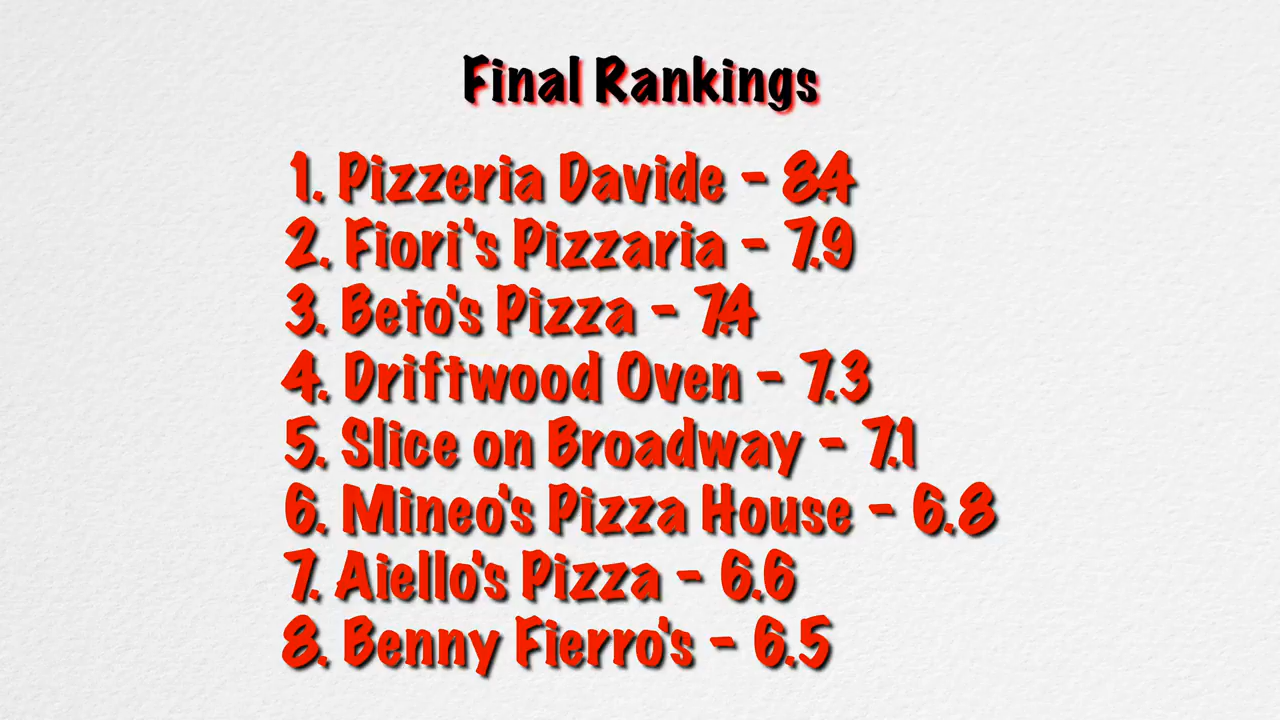 Final Rankings
1. Pizzeria Davide - 8.4
2. Fiori's Pizzaria - 7.9
3. Beto's Pizza - 7.4
4. Driftwood Oven - 7.3
5. Slice on Broadway - 7.1
6. Mineo's Pizza House - 6.8
7. Aiello's Pizza - 6.6
8. Benny Fierro's - 6.5